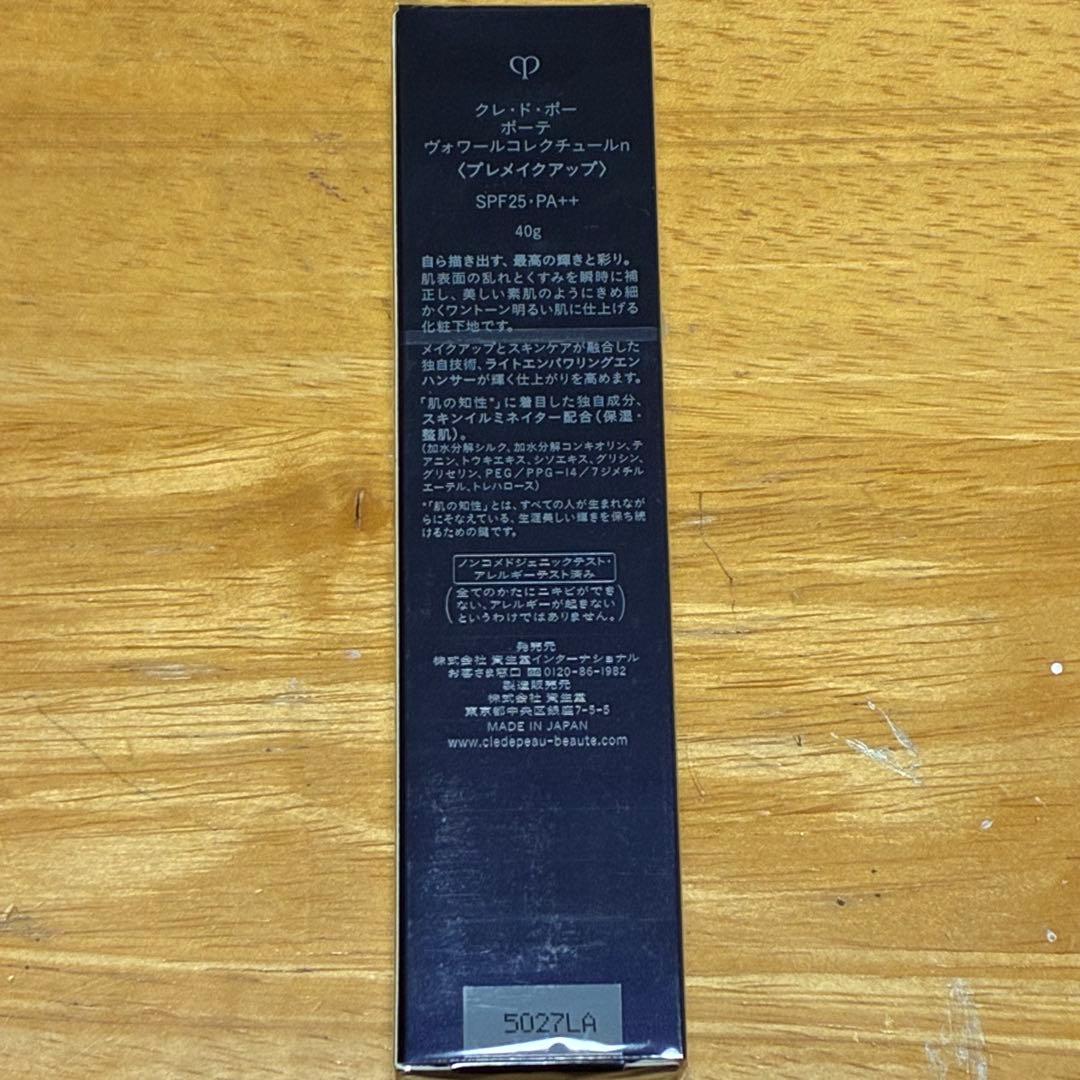 クレ・ド・ポー
ボーテ
ヴォワールコレクチュールn
〈プレメイクアップ〉
SPF25・PA++
40g
自ら描き出す、最高の輝きと彩り。
肌表面の乱れとくすみを瞬時に補
正し、美しい素肌のようにきめ細
かくワントーン明るい肌に仕上げる
化粧下地です。
メイクアップとスキンケアが融合した
独自技術、ライトエンパワリングエン
ハンサーが輝く仕上がりを高めます。
「肌の知性*」に着目した独自成分、
スキンイルミネイター配合(保湿・
整肌)。
(加水分解シルク、加水分解コンキオリン、テ
アニン、トウキエキス、シソエキス、グリシン、
グリセリン、PEG/PPG-14/7ジメチル
エーテル、トレハロース)
*「肌の知性」とは、すべての人が生まれなが
らにそなえている、生涯美しい輝きを保ち続
けるための鍵です。
ノンコメドジェニックテスト・
アレルギーテスト済み
(全てのかたにニキビができ
ない、アレルギーが起きない
というわけではありません。)
発売元
株式会社 資生堂インターナショナル
お客さま窓口 0120-86-1982
製造販売元
株式会社 資生堂
東京都中央区銀座7-5-5
MADE IN JAPAN
www.cledepeau-beaute.com
5027LA